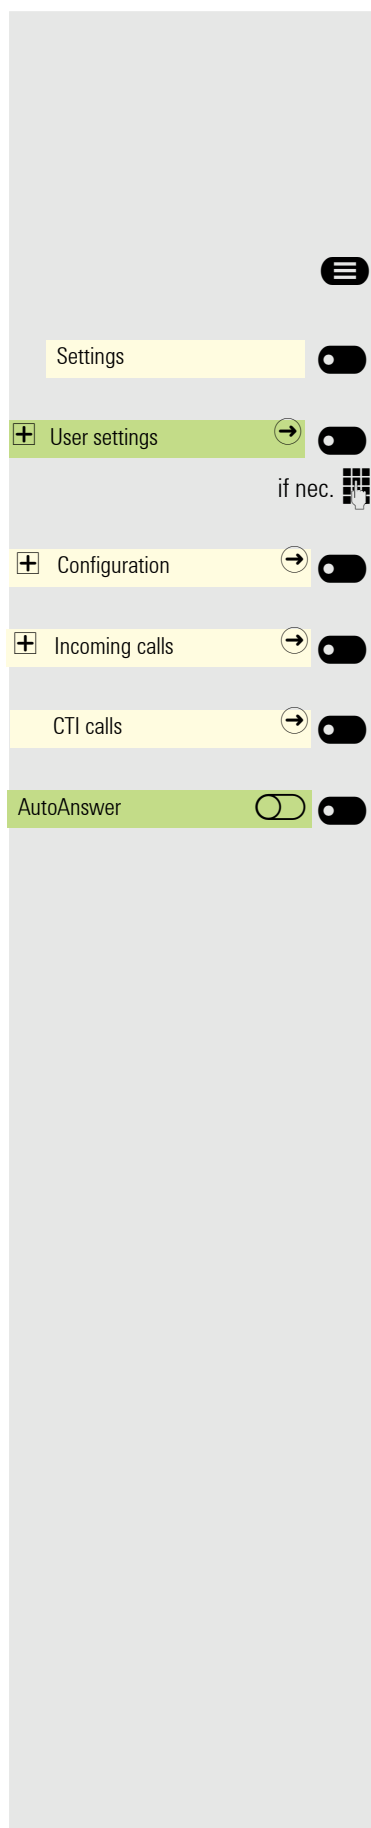 Settings
User settings
if nec.
Configuration
Incoming calls
CTI calls
AutoAnswer